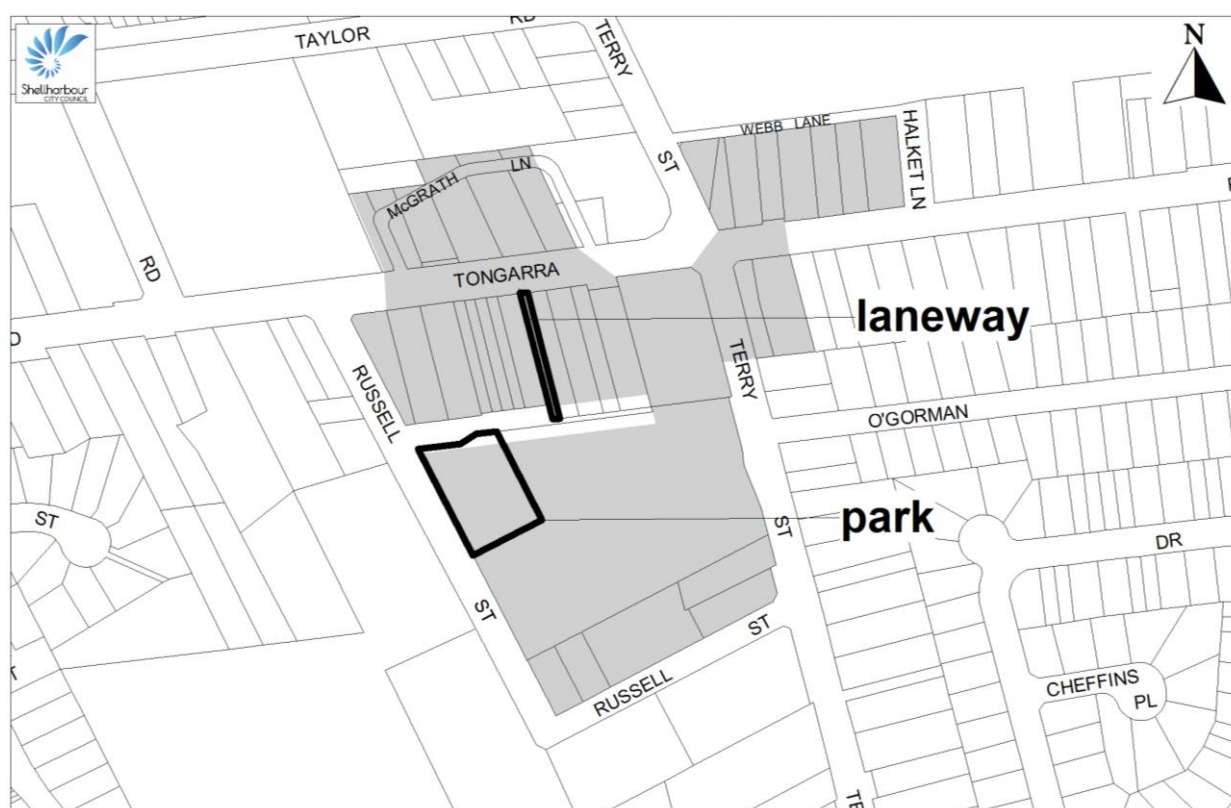 Shellharbour
CITY COUNCIL
TAYLOR
RD
TERRY
ST
N
WEBB LANE
HALKET LN
McGRATH
LN
RD
TONGARRA
laneway
RUSSELL
TERRY
O'GORMAN
park
ST
ST
DR
ST
ST
RUSSELL
CHEFFINS
PL